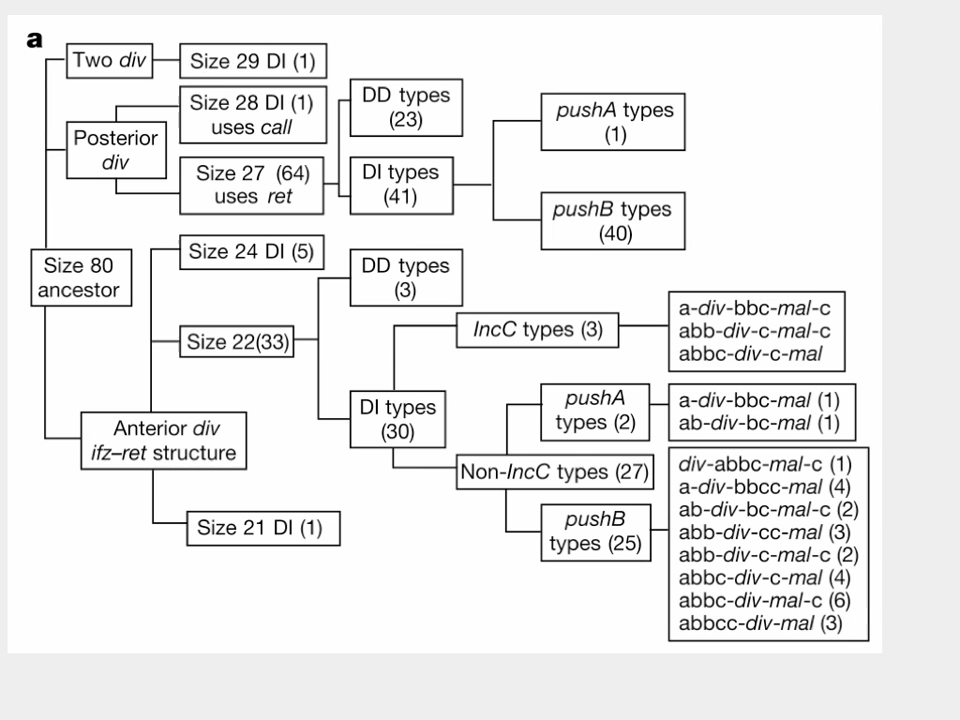 a
Two div
Size 29 DI (1)
Size 28 DI (1)
uses call
Posterior
div
Size 27 (64)
uses ret
DD types
(23)
DI types
(41)
pushA types
(1)
pushB types
(40)
Size 80
ancestor
Size 24 DI (5)
Size 22(33)
DD types
(3)
DI types
(30)
IncC types (3)
a-div-bbc-mal-c
abb-div-c-mal-c
abbc-div-c-mal
Anterior div
ifz–ret structure
Non-IncC types (27)
pushA
types (2)
a-div-bbc-mal (1)
ab-div-bc-mal (1)
pushB
types (25)
div-abbc-mal-c (1)
a-div-bbcc-mal (4)
ab-div-bc-mal-c (2)
abb-div-cc-mal (3)
abb-div-c-mal-c (2)
abbc-div-c-mal (4)
abbc-div-mal-c (6)
abbcc-div-mal (3)
Size 21 DI (1)